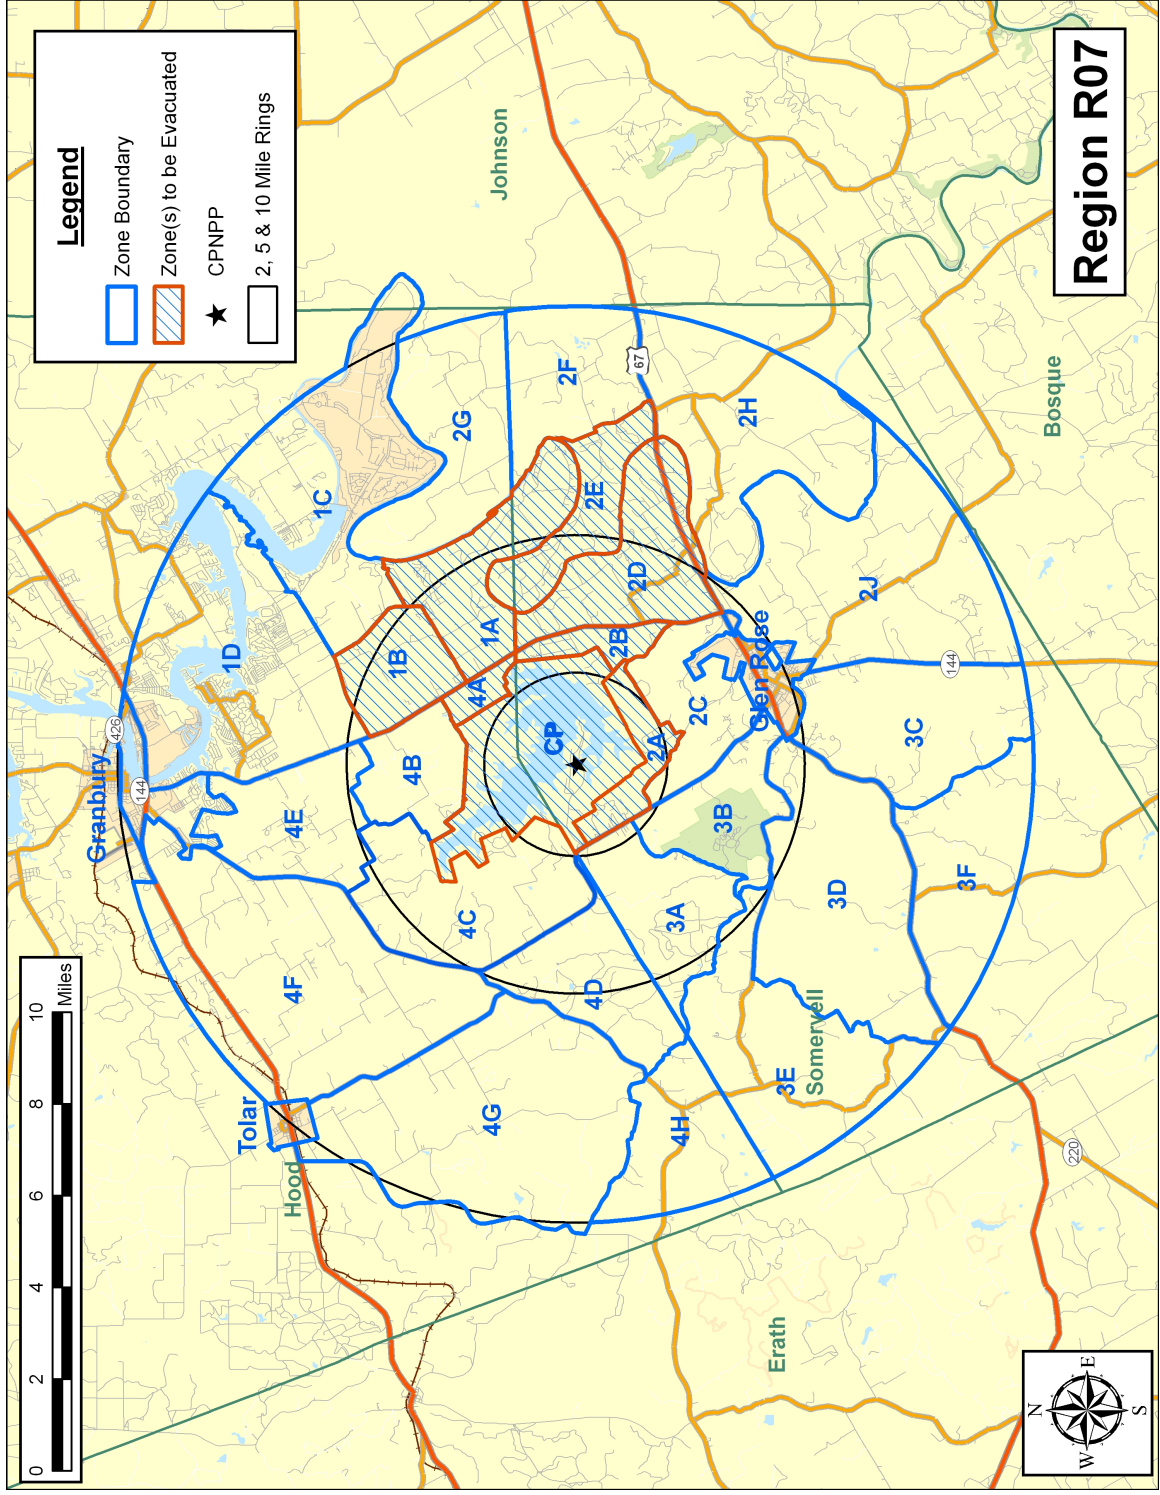 Legend
Zone Boundary
Zone(s) to be Evacuated
CPNPP
2, 5 & 10 Mile Rings
Region R07
0 2 4 6 8 10
Miles
N
W E
S
Granbury
426
144
Tolar
Hood
Johnson
Bosque
Erath
Somervell
Glen Rose
67
144
220
CP
1A
1B
1C
1D
2A
2B
2C
2D
2E
2F
2G
2H
2J
3A
3B
3C
3D
3E
3F
4A
4B
4C
4D
4E
4F
4G
4H